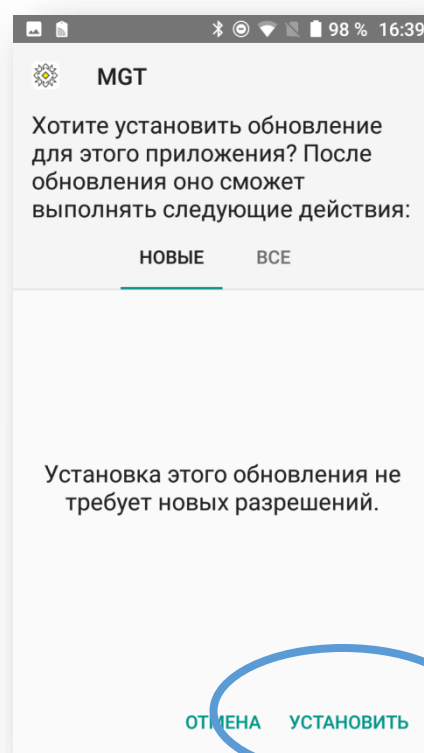 98 % 16:39
MGT
Хотите установить обновление
для этого приложения? После
обновления оно сможет
выполнять следующие действия:
НОВЫЕ ВСЕ
Установка этого обновления не
требует новых разрешений.
ОТМЕНА УСТАНОВИТЬ